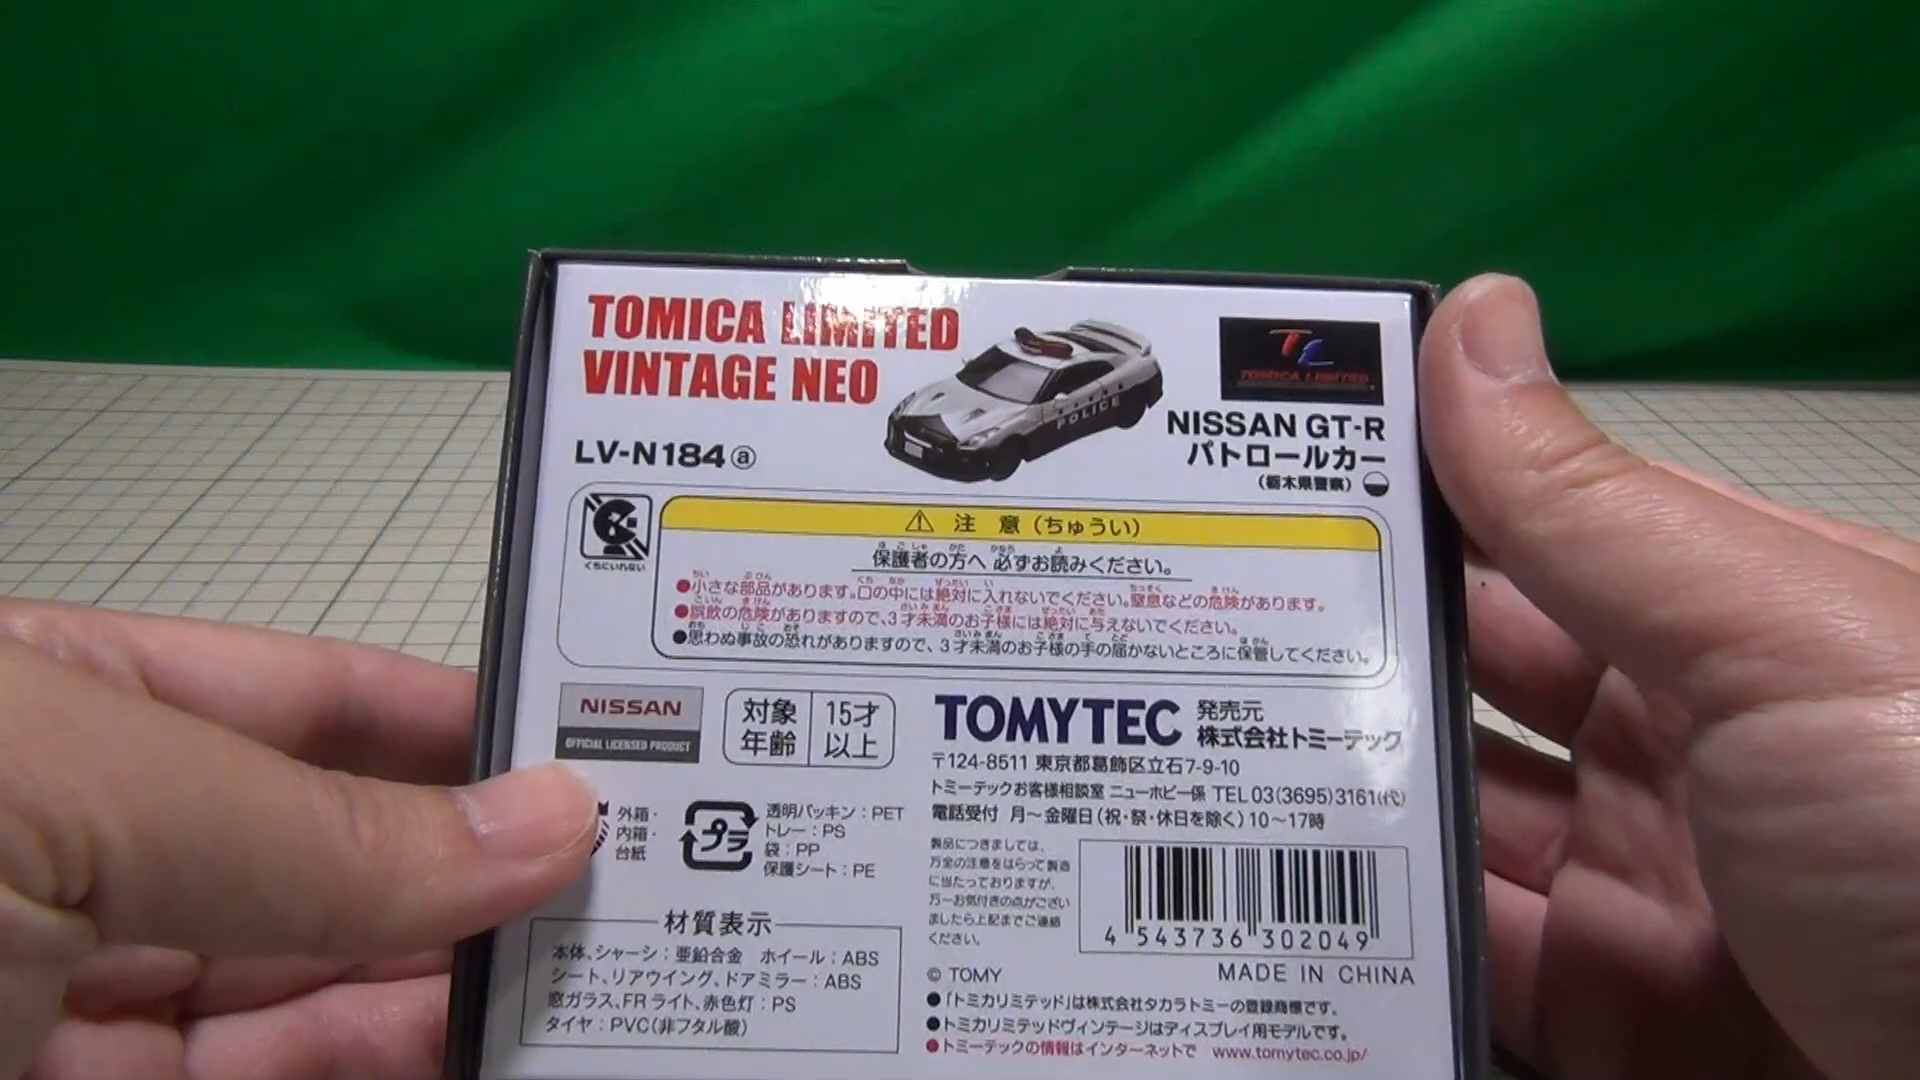 TOMICA LIMITED
VINTAGE NEO
LV-N184 ⓐ
POLICE
TL
TOMICA LIMITED
NISSAN GT-R
パトロールカー
(栃木県警察)
くちにいれない
⚠ 注 意 (ちゅうい)
保護者の方へ 必ずお読みください。
●小さな部品があります。口の中には絶対に入れないでください。窒息などの危険があります。
●誤飲の危険がありますので、3才未満のお子様には絶対に与えないでください。
●思わぬ事故の恐れがありますので、3才未満のお子様の手の届かないところに保管してください。
NISSAN
OFFICIAL LICENSED PRODUCT
対象年齢 15才以上
外箱・
内箱・
台紙
プラ
透明パッキン:PET
トレー:PS
袋:PP
保護シート:PE
材質表示
本体、シャーシ:亜鉛合金 ホイール:ABS
シート、リアウイング、ドアミラー:ABS
窓ガラス、FRライト、赤色灯:PS
タイヤ:PVC(非フタル酸)
TOMYTEC 発売元
株式会社トミーテック
〒124-8511 東京都葛飾区立石7-9-10
トミーテックお客様相談室 ニューホビー係 TEL 03(3695)3161(代)
電話受付 月〜金曜日(祝・祭・休日を除く)10〜17時
製品につきましては、
万全の注意をはらって製造
に当たっておりますが、
万一お気付きの点がござい
ましたら上記までご連絡
ください。
4 543736 302049
© TOMY
MADE IN CHINA
●「トミカリミテッド」は株式会社タカラトミーの登録商標です。
●トミカリミテッドヴィンテージはディスプレイ用モデルです。
●トミーテックの情報はインターネットで www.tomytec.co.jp/